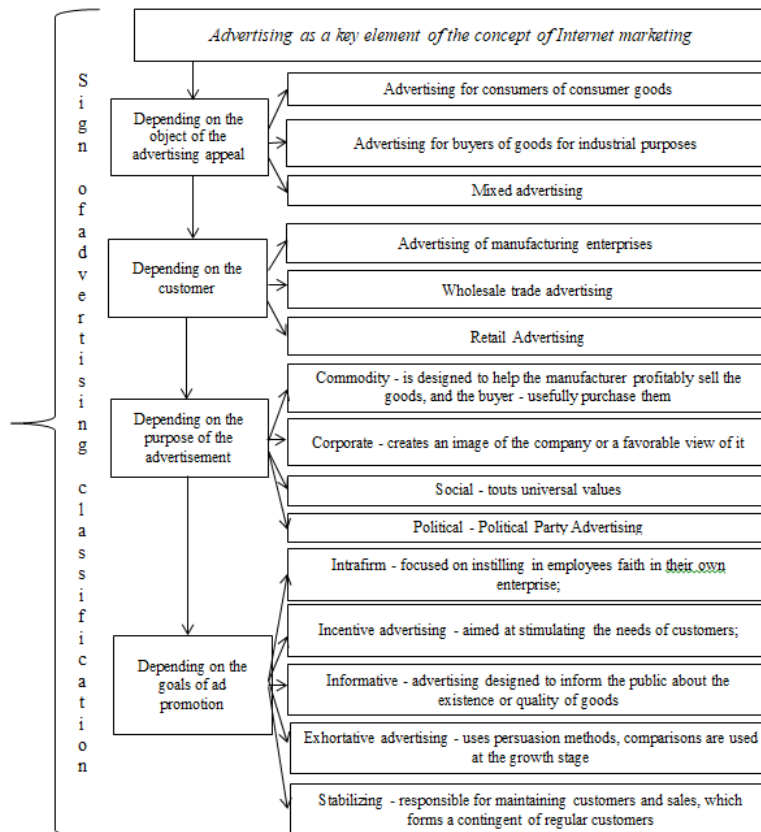 Advertising as a key element of the concept of Internet marketing
Sign of advertising classification
Depending on the
object of the
advertising appeal
Advertising for consumers of consumer goods
Advertising for buyers of goods for industrial purposes
Mixed advertising
Depending on the
customer
Advertising of manufacturing enterprises
Wholesale trade advertising
Retail Advertising
Depending on the
purpose of the
advertisement
Commodity - is designed to help the manufacturer profitably sell the
goods, and the buyer - usefully purchase them
Corporate - creates an image of the company or a favorable view of it
Social - touts universal values
Political - Political Party Advertising
Depending on the
goals of ad
promotion
Intrafirm - focused on instilling in employees faith in their own
enterprise;
Incentive advertising - aimed at stimulating the needs of customers;
Informative - advertising designed to inform the public about the
existence or quality of goods
Exhortative advertising - uses persuasion methods, comparisons are used
at the growth stage
Stabilizing - responsible for maintaining customers and sales, which
forms a contingent of regular customers